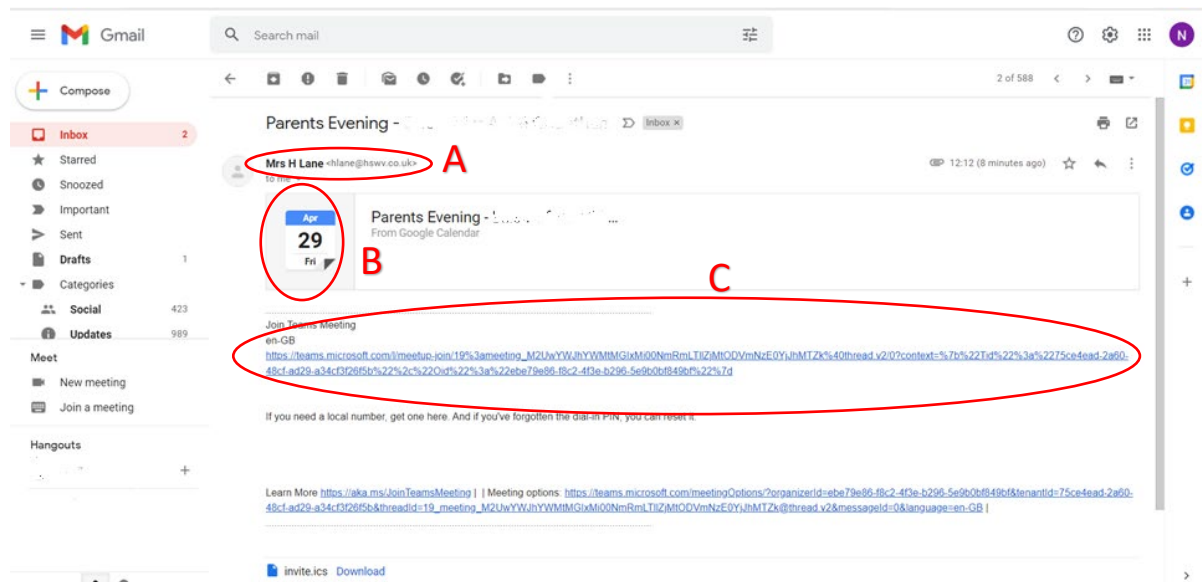 Gmail
Search mail
N
Compose
2 of 588
Inbox 2
Starred
Snoozed
Important
Sent
Drafts 1
Categories
Social 423
Updates 989
Meet
New meeting
Join a meeting
Hangouts
Parents Evening - Inbox ×
Mrs H Lane <hlane@hswv.co.uk> A
12:12 (8 minutes ago)
to me
Apr
29
Fri
B
Parents Evening - ...
From Google Calendar
C
Join Teams Meeting
en-GB
https://teams.microsoft.com/l/meetup-join/19%3ameeting_M2UwYWJhYWMtMGIxMi00NmRmLTllZjMtODVmNzE0YjJhMTZk%40thread.v2/0?context=%7b%22Tid%22%3a%2275ce4ead-2a60-
48cf-ad29-a34cf3f26f5b%22%2c%22Oid%22%3a%22ebe79e86-f8c2-4f3e-b296-5e9b0bf849bf%22%7d
If you need a local number, get one here. And if you've forgotten the dial-in PIN, you can reset it.
Learn More https://aka.ms/JoinTeamsMeeting | | Meeting options: https://teams.microsoft.com/meetingOptions/?organizerId=ebe79e86-f8c2-4f3e-b296-5e9b0bf849bf&tenantId=75ce4ead-2a60-
48cf-ad29-a34cf3f26f5b&threadId=19_meeting_M2UwYWJhYWMtMGIxMi00NmRmLTllZjMtODVmNzE0YjJhMTZk@thread.v2&messageId=0&language=en-GB |
invite.ics Download